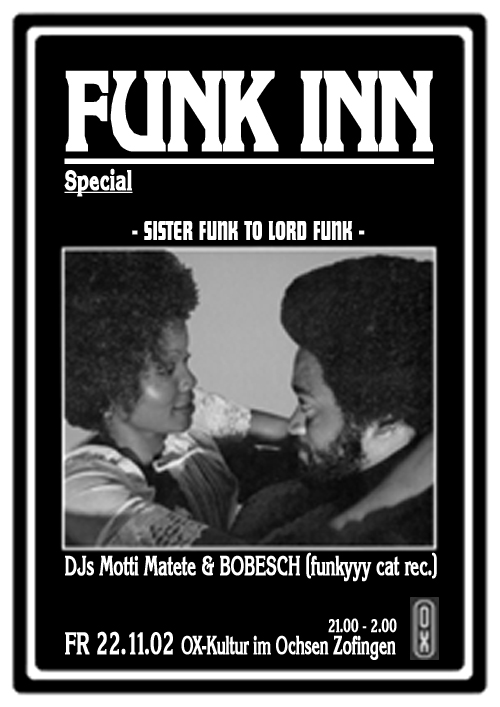 FUNK INN
Special
- SISTER FUNK TO LORD FUNK -
DJs Motti Matete & BOBESCH (funkyyy cat rec.)
21.00 - 2.00
FR 22.11.02 OX-Kultur im Ochsen Zofingen
OX